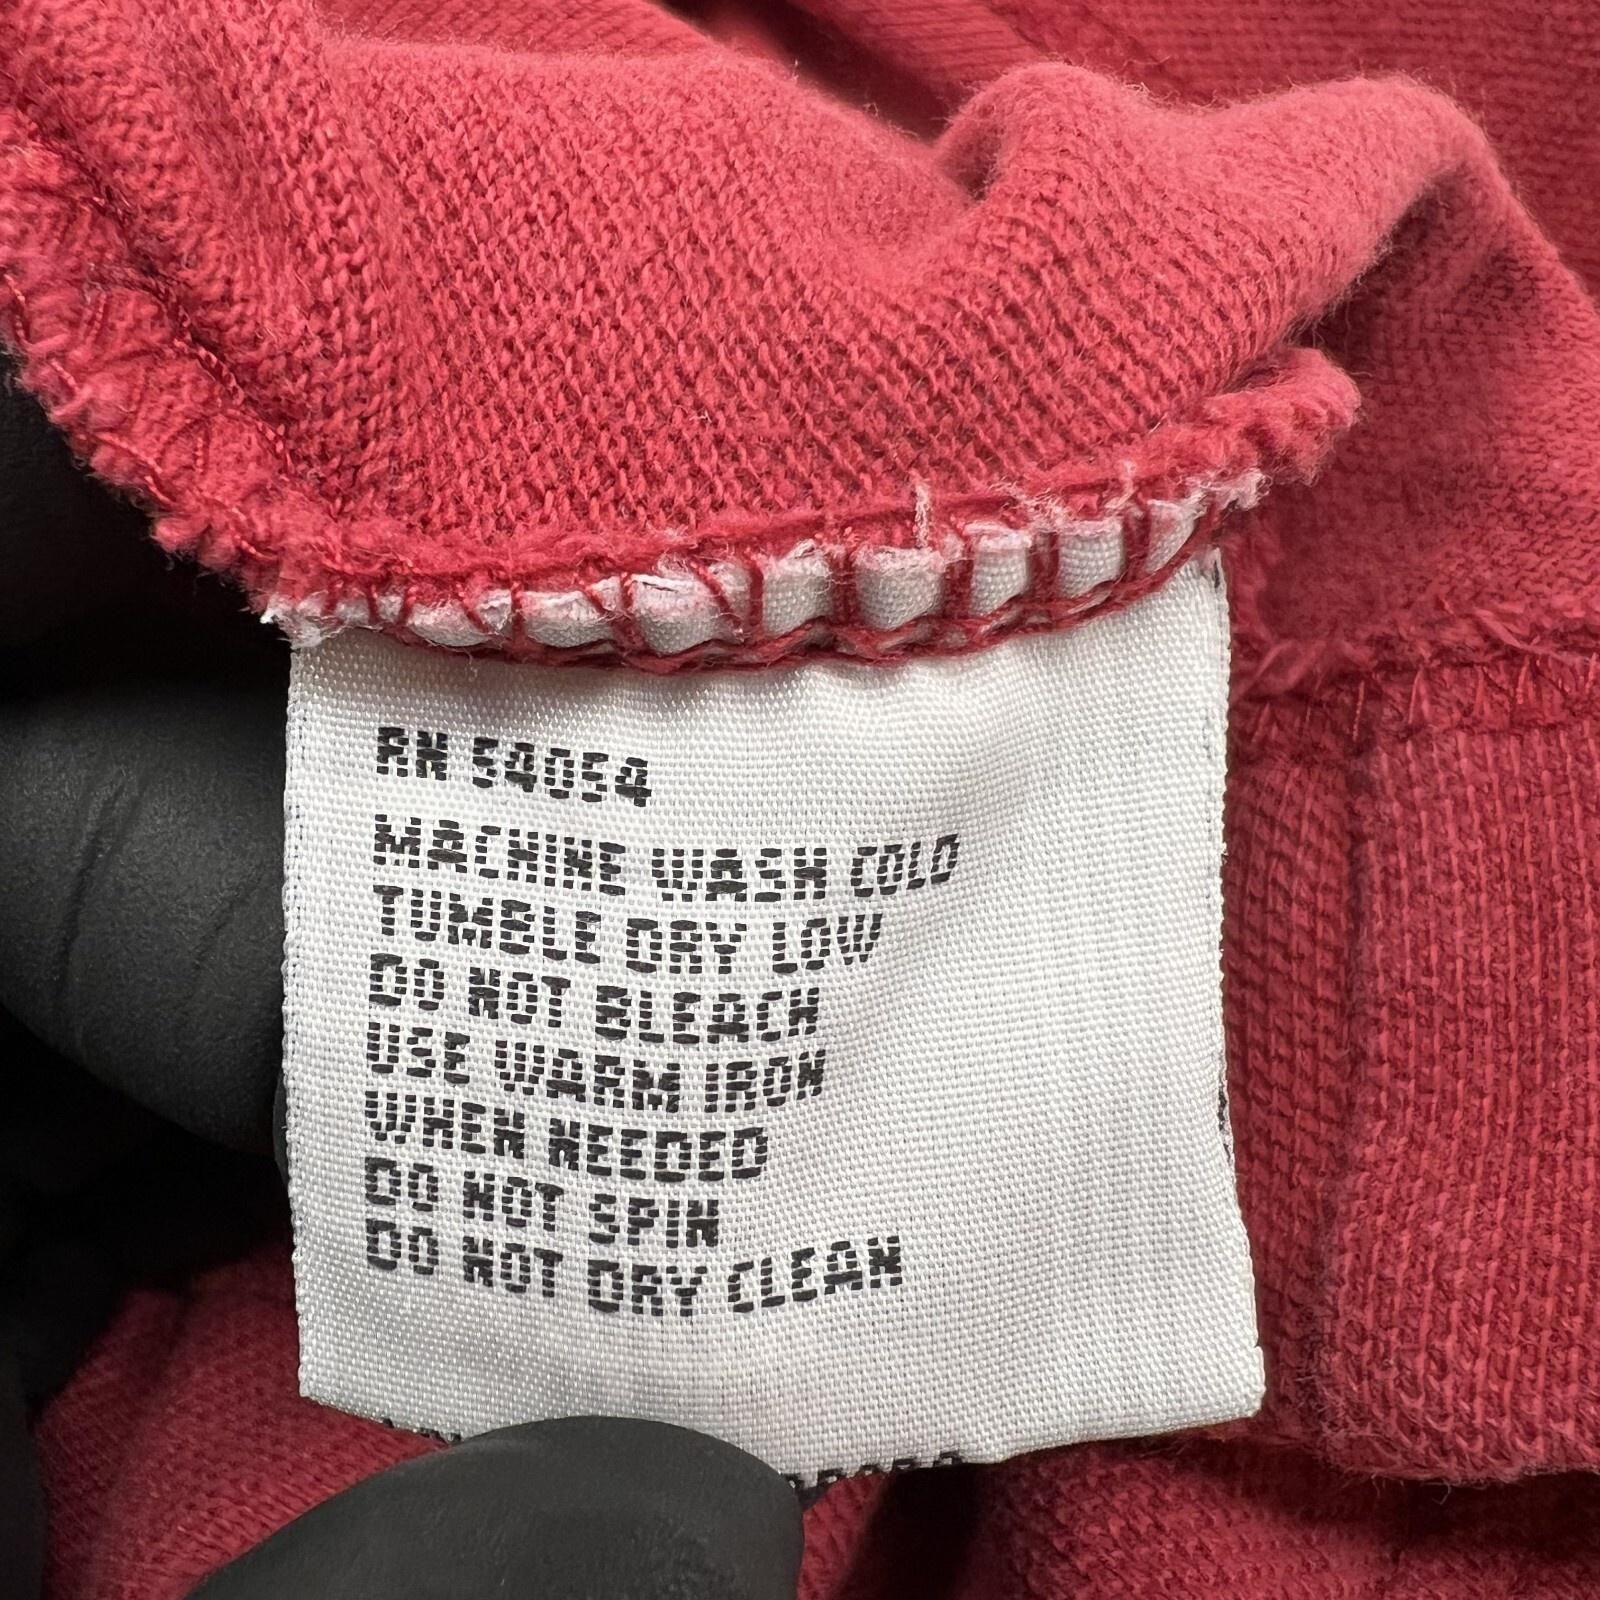 RN 54054
MACHINE WASH COLD
TUMBLE DRY LOW
DO NOT BLEACH
USE WARM IRON
WHEN NEEDED
DO NOT SPIN
DO NOT DRY CLEAN